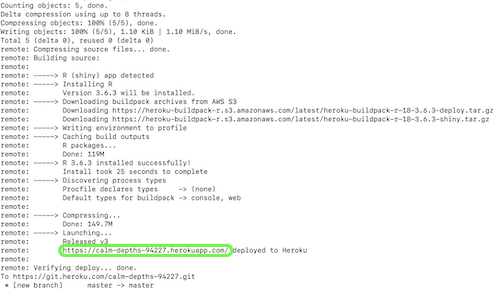 Counting objects: 5, done.
Delta compression using up to 8 threads.
Compressing objects: 100% (5/5), done.
Writing objects: 100% (5/5), 1.10 KiB | 1.10 MiB/s, done.
Total 5 (delta 0), reused 0 (delta 0)
remote: Compressing source files... done.
remote: Building source:
remote:
remote: -----> R (shiny) app detected
remote: -----> Installing R
remote:        Version 3.6.3 will be installed.
remote: -----> Downloading buildpack archives from AWS S3
remote:        Downloading https://heroku-buildpack-r.s3.amazonaws.com/latest/heroku-buildpack-r-18-3.6.3-deploy.tar.gz
remote:        Downloading https://heroku-buildpack-r.s3.amazonaws.com/latest/heroku-buildpack-r-18-3.6.3-shiny.tar.gz
remote: -----> Writing environment to profile
remote: -----> Caching build outputs
remote:        R packages...
remote:        Done: 119M
remote: -----> R 3.6.3 installed successfully!
remote:        Install took 25 seconds to complete
remote: -----> Discovering process types
remote:        Procfile declares types     -> (none)
remote:        Default types for buildpack -> console, web
remote:
remote: -----> Compressing...
remote:        Done: 149.7M
remote: -----> Launching...
remote:        Released v3
remote:        https://calm-depths-94227.herokuapp.com/ deployed to Heroku
remote:
remote: Verifying deploy... done.
To https://git.heroku.com/calm-depths-94227.git
 * [new branch]      master -> master